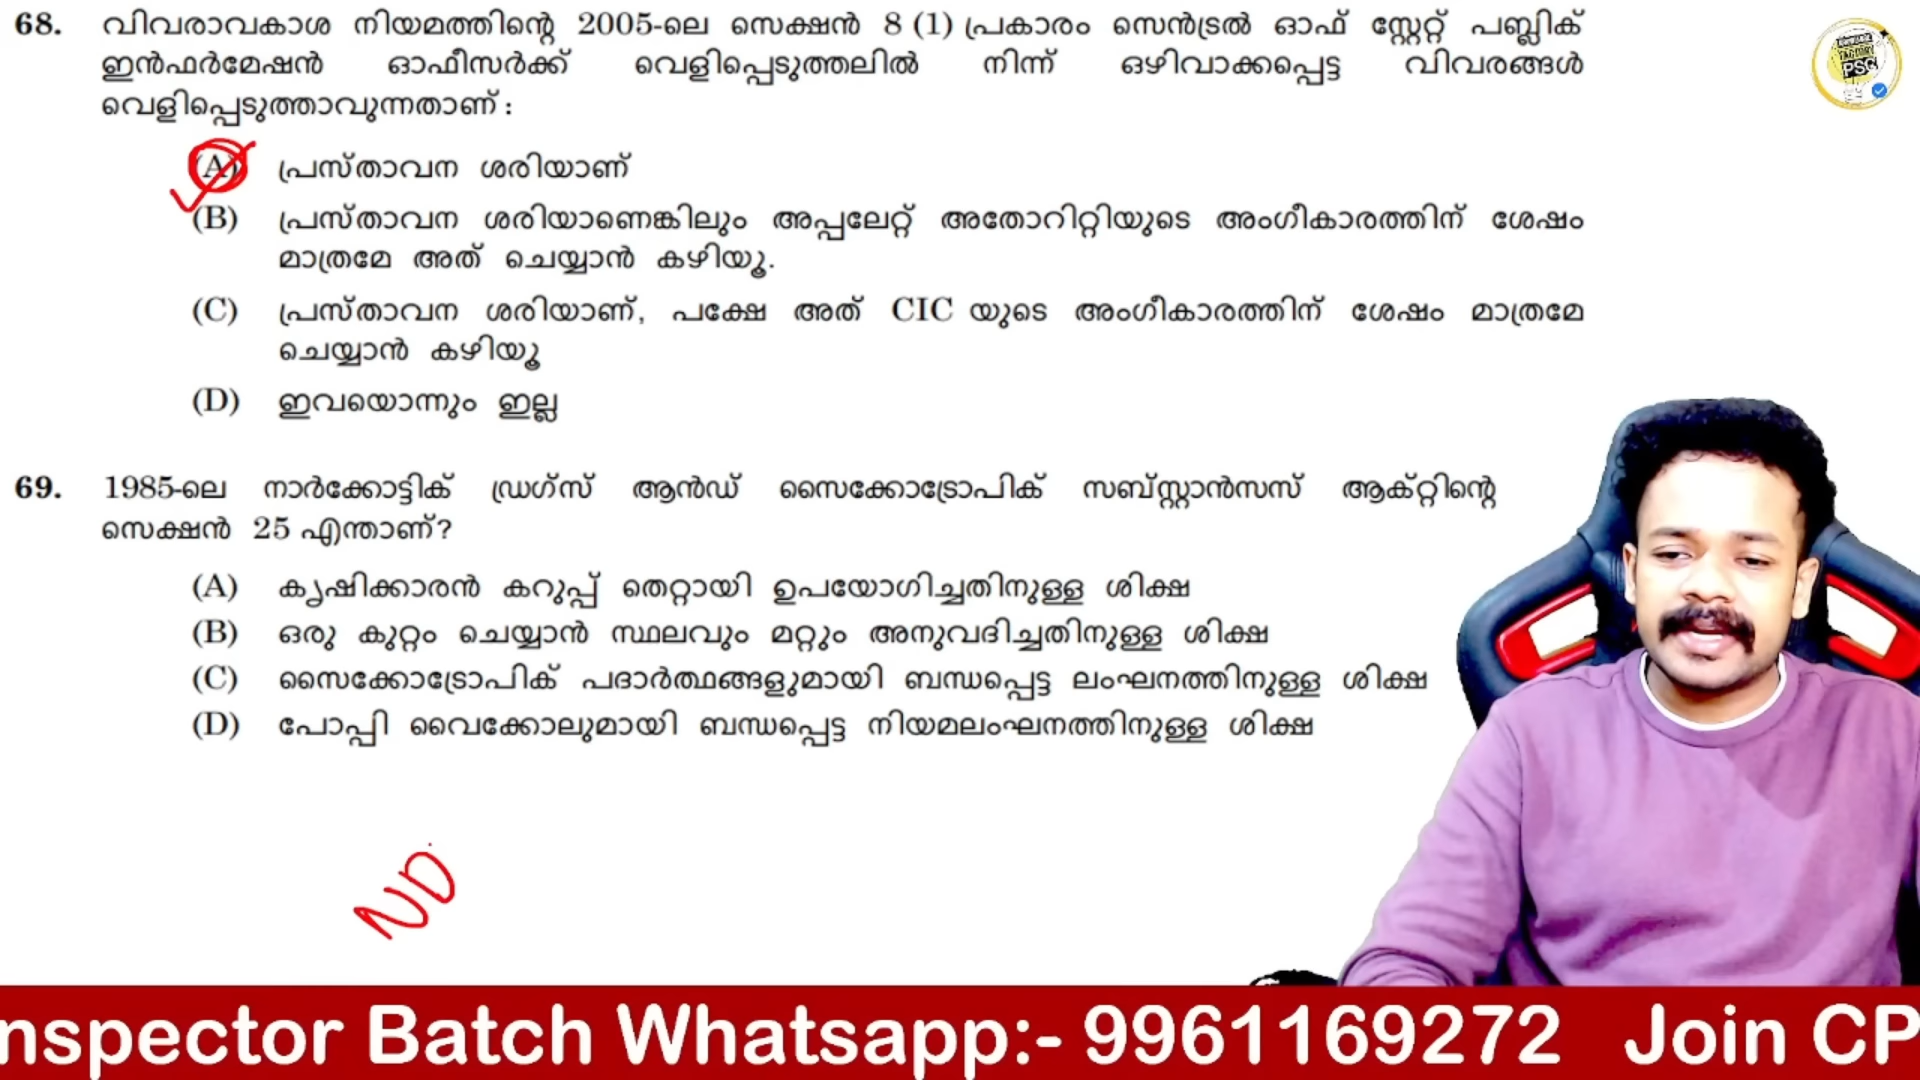 68. വിവരാവകാശ നിയമത്തിന്റെ 2005-ലെ സെക്ഷൻ 8 (1) പ്രകാരം സെൻട്രൽ ഓഫ് സ്റ്റേറ്റ് പബ്ലിക്
ഇൻഫർമേഷൻ ഓഫീസർക്ക് വെളിപ്പെടുത്തലിൽ നിന്ന് ഒഴിവാക്കപ്പെട്ട വിവരങ്ങൾ
വെളിപ്പെടുത്താവുന്നതാണ് :
(A) പ്രസ്താവന ശരിയാണ്
(B) പ്രസ്താവന ശരിയാണെങ്കിലും അപ്പലേറ്റ് അതോറിറ്റിയുടെ അംഗീകാരത്തിന് ശേഷം
മാത്രമേ അത് ചെയ്യാൻ കഴിയൂ.
(C) പ്രസ്താവന ശരിയാണ്, പക്ഷേ അത് CIC യുടെ അംഗീകാരത്തിന് ശേഷം മാത്രമേ
ചെയ്യാൻ കഴിയൂ
(D) ഇവയൊന്നും ഇല്ല
69. 1985-ലെ നാർക്കോട്ടിക് ഡ്രഗ്സ് ആൻഡ് സൈക്കോട്രോപിക് സബ്സ്റ്റാൻസസ് ആക്റ്റിന്റെ
സെക്ഷൻ 25 എന്താണ്?
(A) കൃഷിക്കാരൻ കറുപ്പ് തെറ്റായി ഉപയോഗിച്ചതിനുള്ള ശിക്ഷ
(B) ഒരു കുറ്റം ചെയ്യാൻ സ്ഥലവും മറ്റും അനുവദിച്ചതിനുള്ള ശിക്ഷ
(C) സൈക്കോട്രോപിക് പദാർത്ഥങ്ങളുമായി ബന്ധപ്പെട്ട ലംഘനത്തിനുള്ള ശിക്ഷ
(D) പോപ്പി വൈക്കോലുമായി ബന്ധപ്പെട്ട നിയമലംഘനത്തിനുള്ള ശിക്ഷ
ND
PSC
nspector Batch Whatsapp:- 9961169272 Join CP